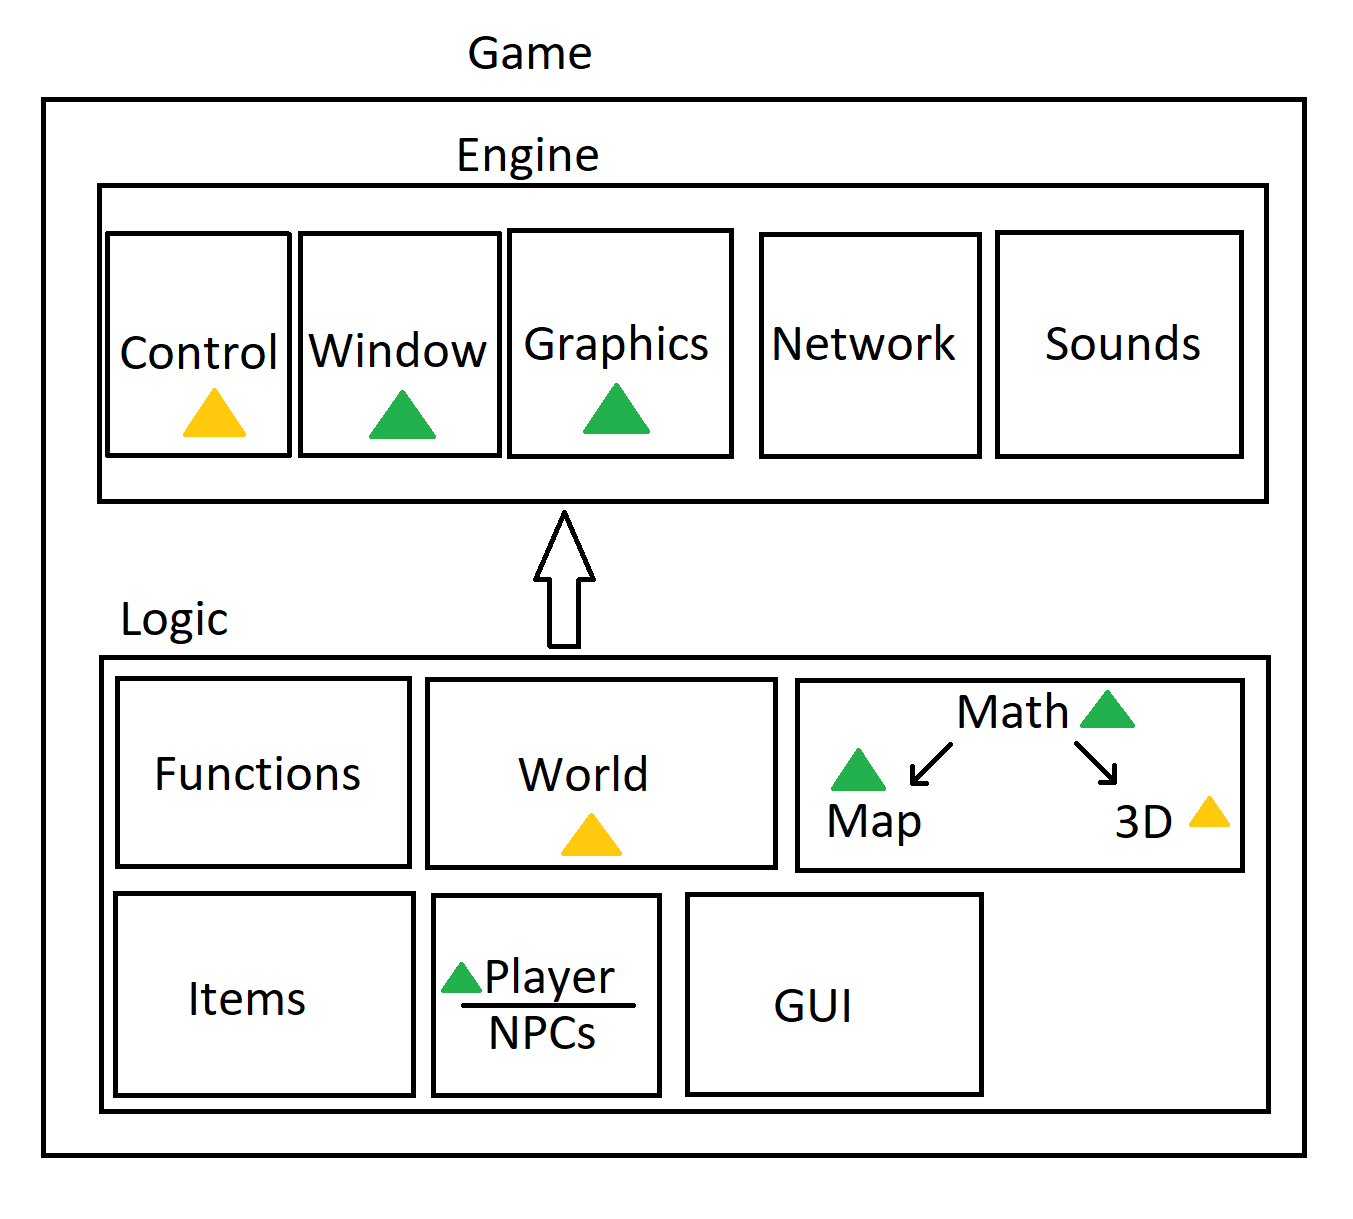 Game
Engine
Control
Window
Graphics
Network
Sounds
Logic
Functions
World
Math
Map
3D
Items
Player
NPCs
GUI